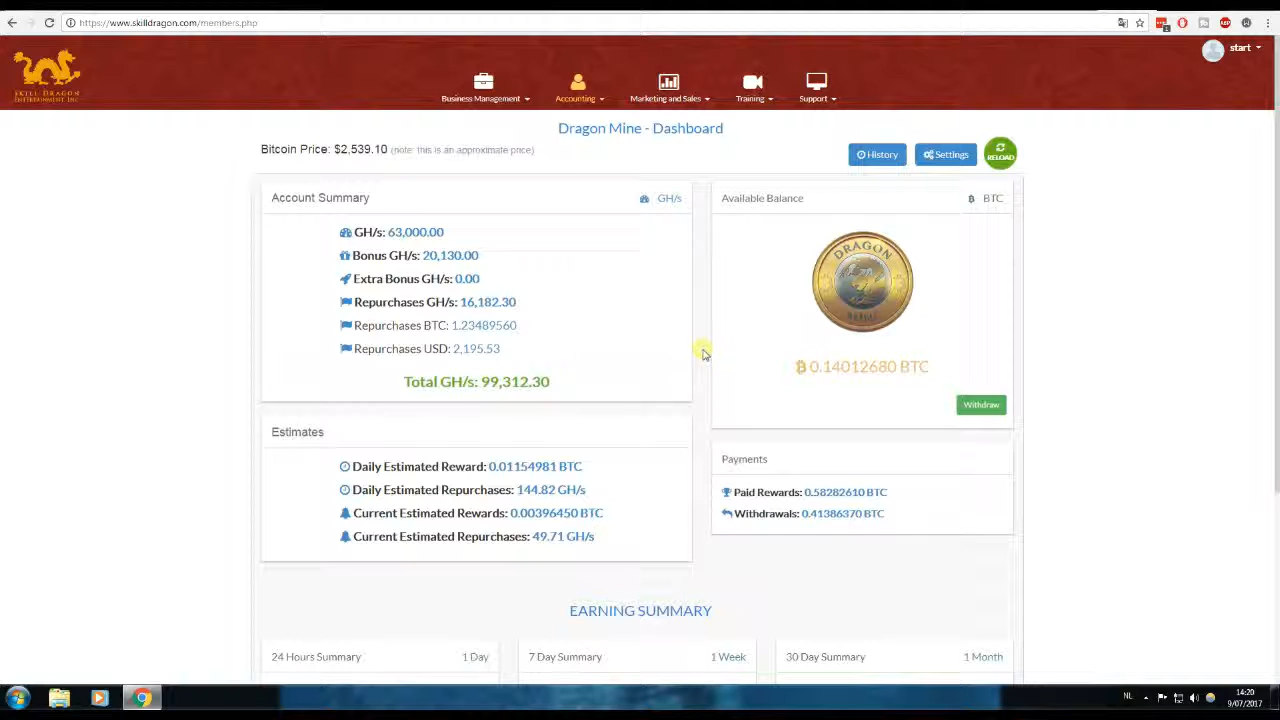 https://www.skilldragon.com/members.php
1
SKILL DRAGON
ENTERTAINMENT INC
start
Business Management
Accounting
Marketing and Sales
Training
Support
Dragon Mine - Dashboard
Bitcoin Price: $2,539.10 (note: this is an approximate price)
History
Settings
RELOAD
Account Summary
GH/s
GH/s: 63,000.00
Bonus GH/s: 20,130.00
Extra Bonus GH/s: 0.00
Repurchases GH/s: 16,182.30
Repurchases BTC: 1.23489560
Repurchases USD: 2,195.53
Total GH/s: 99,312.30
Available Balance
BTC
DRAGON
0.14012680 BTC
Withdraw
Estimates
Daily Estimated Reward: 0.01154981 BTC
Daily Estimated Repurchases: 144.82 GH/s
Current Estimated Rewards: 0.00396450 BTC
Current Estimated Repurchases: 49.71 GH/s
Payments
Paid Rewards: 0.58282610 BTC
Withdrawals: 0.41386370 BTC
EARNING SUMMARY
24 Hours Summary
1 Day
7 Day Summary
1 Week
30 Day Summary
1 Month
NL
14:20
9/07/2017